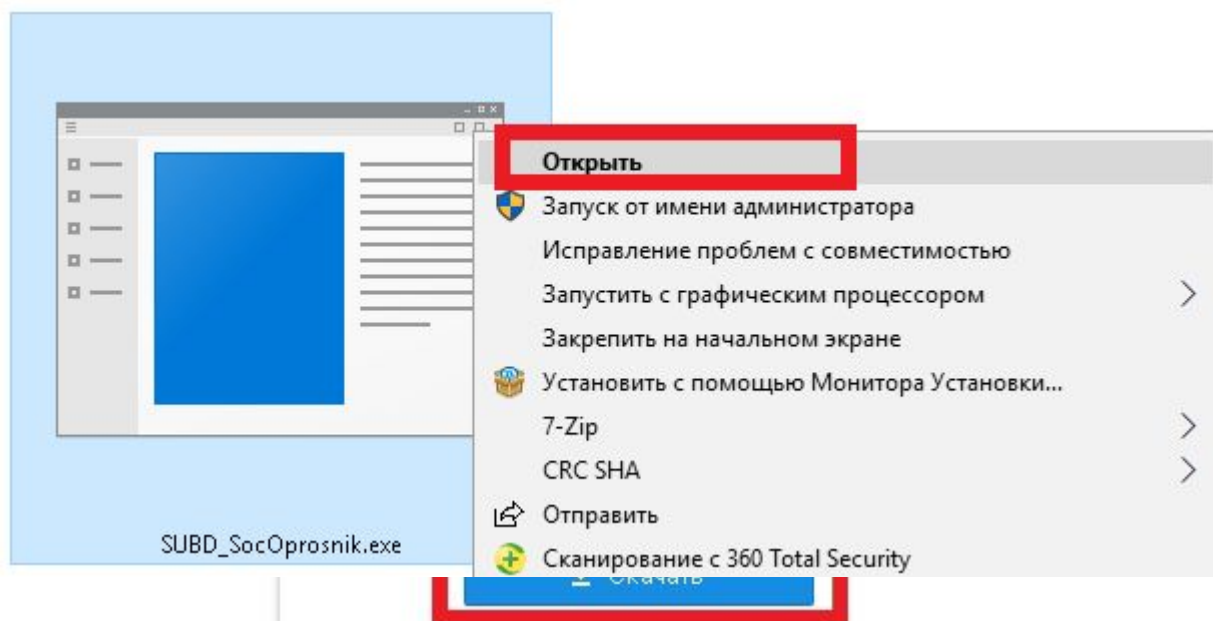 Открыть
Запуск от имени администратора
Исправление проблем с совместимостью
Запустить с графическим процессором
Закрепить на начальном экране
Установить с помощью Монитора Установки...
7-Zip
CRC SHA
Отправить
Сканирование с 360 Total Security
SUBD_SocOprosnik.exe
Скачать